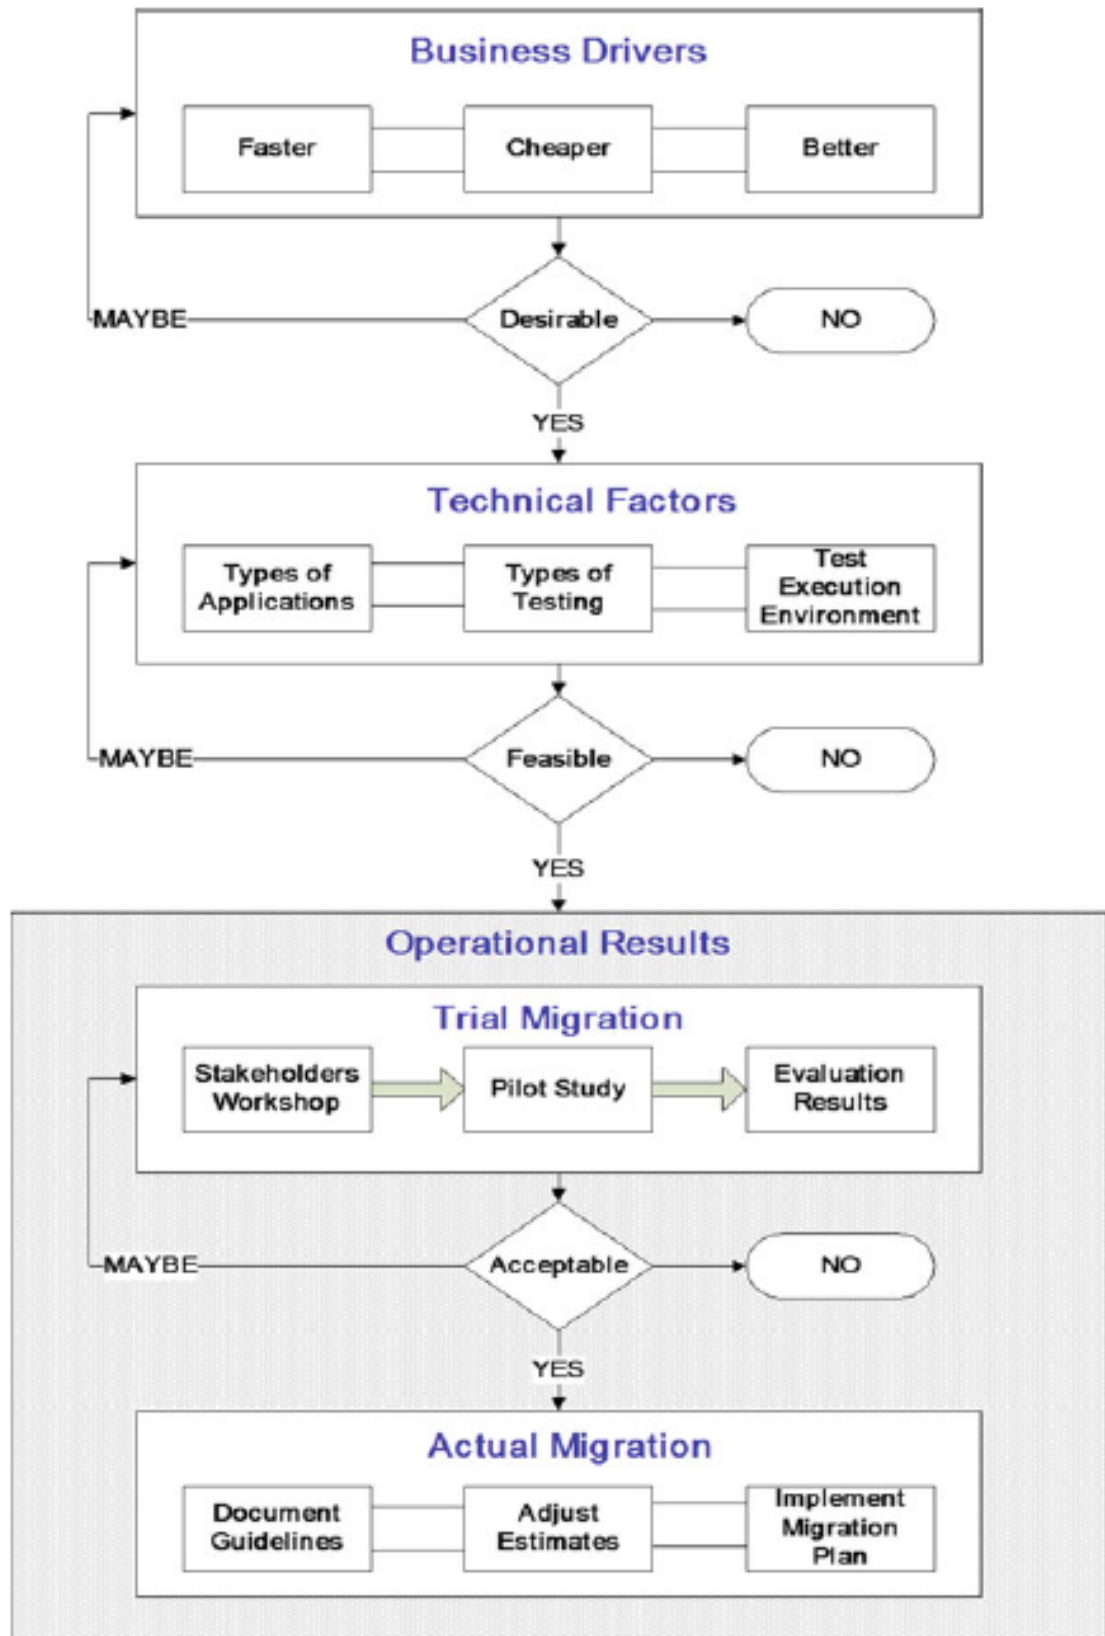 Business Drivers
Faster
Cheaper
Better
MAYBE
Desirable
NO
YES
Technical Factors
Types of
Applications
Types of
Testing
Test
Execution
Environment
MAYBE
Feasible
NO
YES
Operational Results
Trial Migration
Stakeholders
Workshop
Pilot Study
Evaluation
Results
MAYBE
Acceptable
NO
YES
Actual Migration
Document
Guidelines
Adjust
Estimates
Implement
Migration
Plan